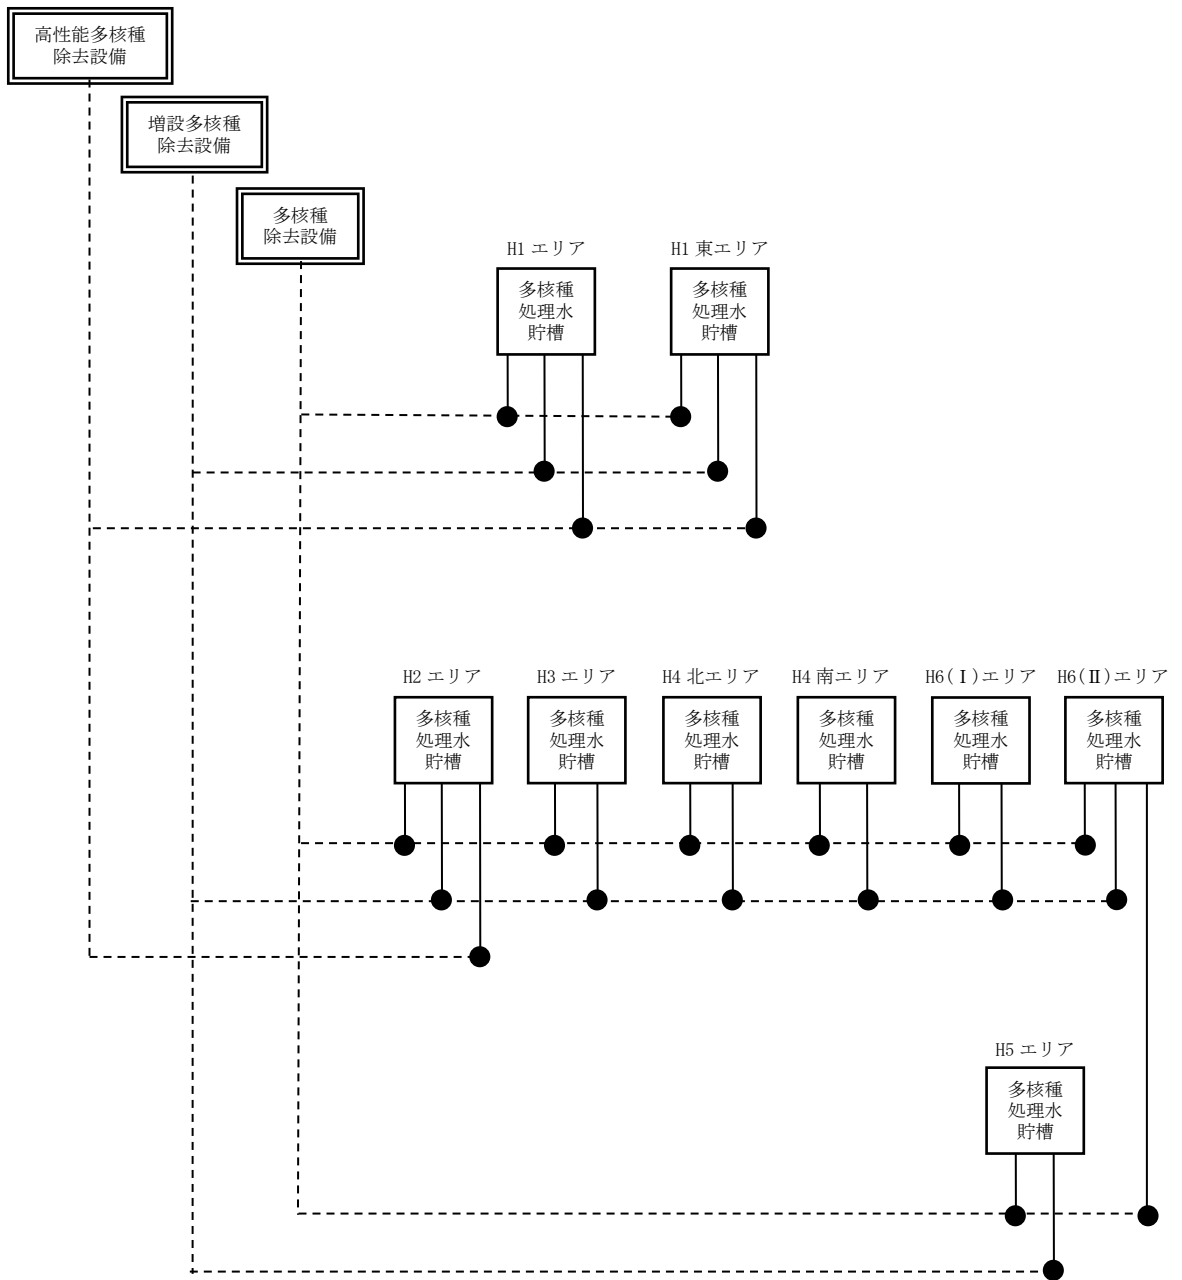 高性能多核種
除去設備
増設多核種
除去設備
多核種
除去設備
H1 エリア
多核種
処理水
貯槽
H1 東エリア
多核種
処理水
貯槽
H2 エリア
多核種
処理水
貯槽
H3 エリア
多核種
処理水
貯槽
H4 北エリア
多核種
処理水
貯槽
H4 南エリア
多核種
処理水
貯槽
H6(Ⅰ)エリア
多核種
処理水
貯槽
H6(Ⅱ)エリア
多核種
処理水
貯槽
H5 エリア
多核種
処理水
貯槽